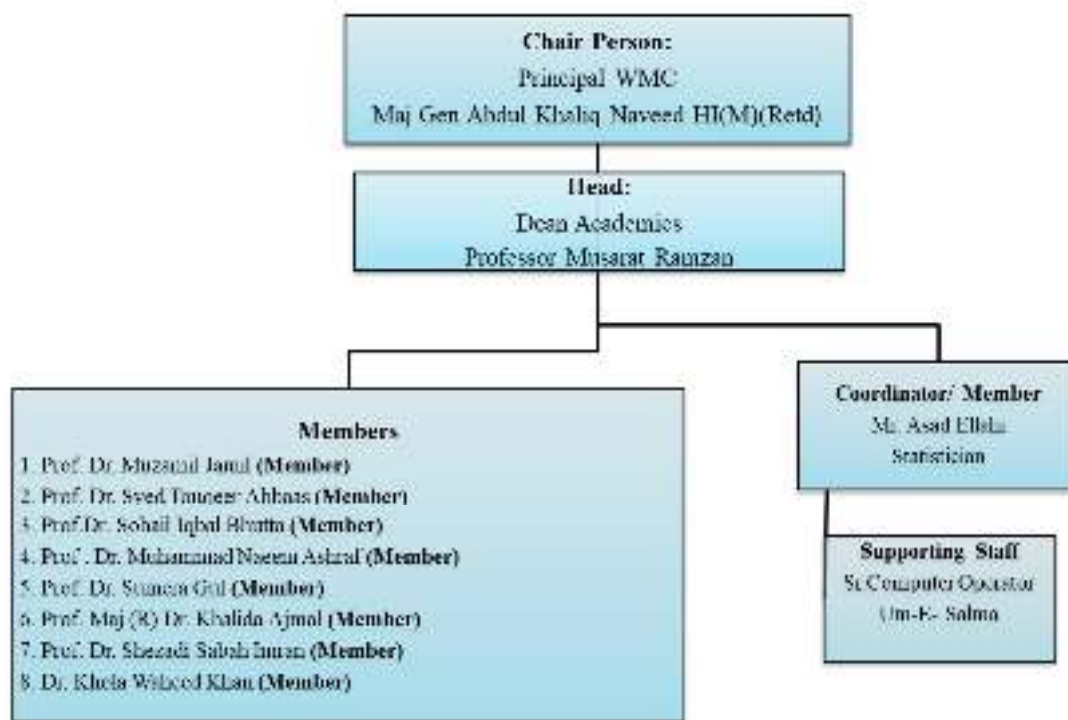 Chair Person:
Principal WMC
Maj Gen Abdul Khaliq Naveed HI(M)(Retd)
Head:
Dean Academics
Professor Musarat Ramzan
Members
1. Prof. Dr. Muzamil Jamil (Member)
2. Prof. Dr. Syed Tauqeer Ahbaas (Member)
3. Prof.Dr. Sohail Iqbal Bhutta (Member)
4. Prof . Dr. Muhammad Naeem Ashraf (Member)
5. Prof. Dr. Gul (Member)
6. Prof. Maj (R) Dr. Khalida Ajmal (Member)
7. Prof. Dr. Shezadi Sabah Imran (Member)
8. Dr. Khola Waheed Khan (Member)
Coordinator/ Member
Mr. Asad Ellahi
Statistician
Supporting Staff
Sr Computer Operator
Um-E- Salma